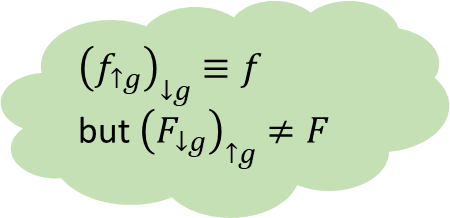 (f↑g)↓g ≡ f
but (F↓g)↑g ≠ F